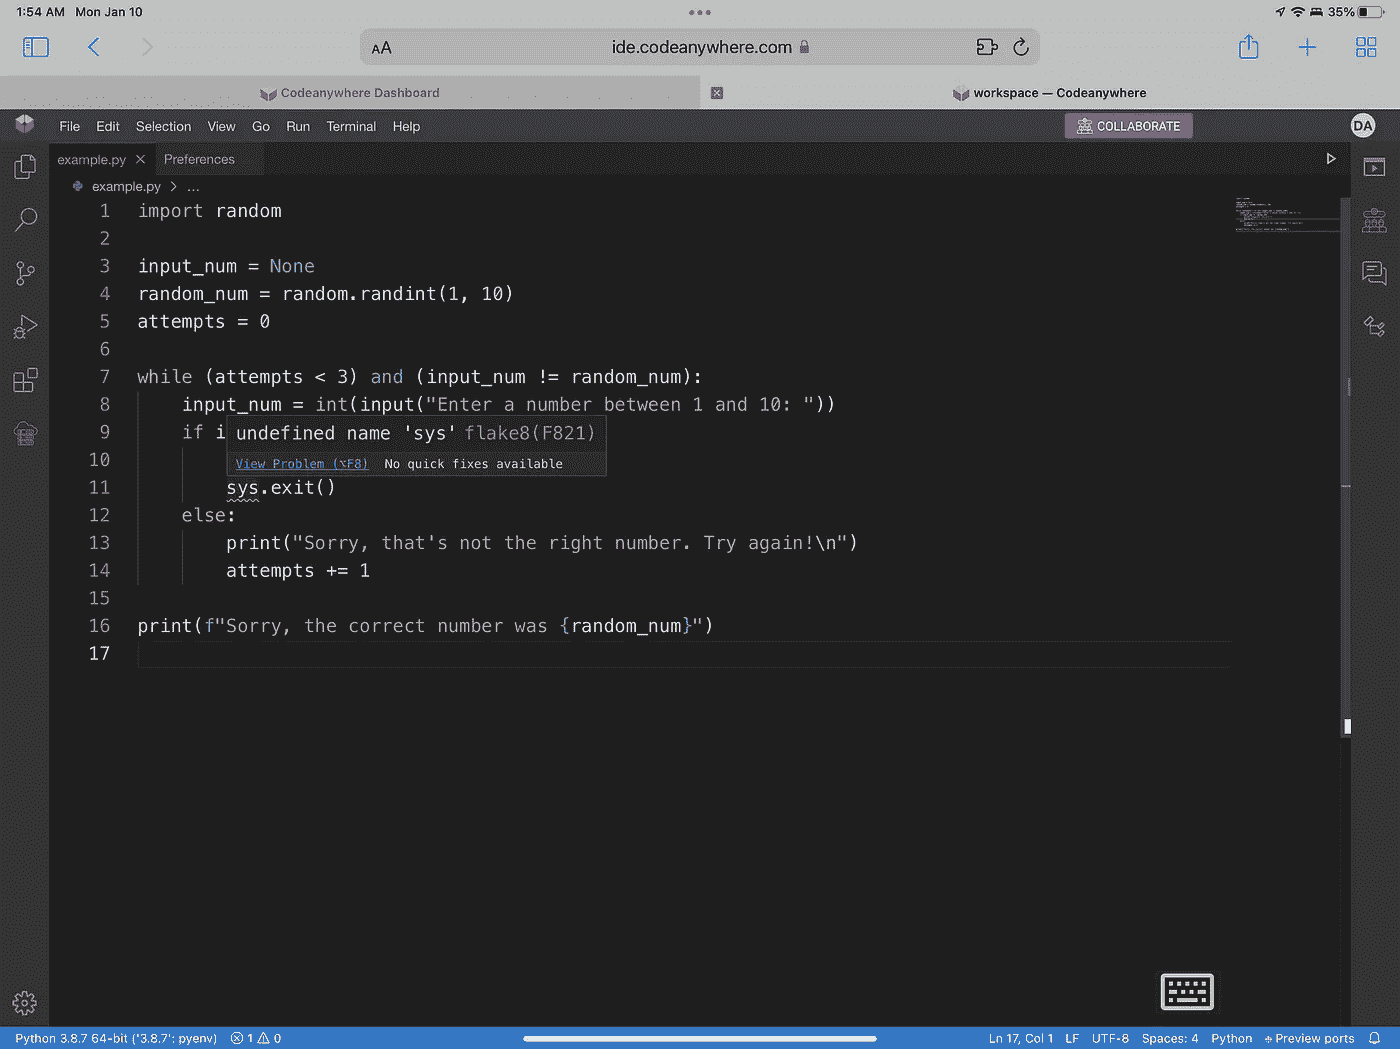 1:54 AM Mon Jan 10
35%
AA
ide.codeanywhere.com
Codeanywhere Dashboard
workspace — Codeanywhere
File Edit Selection View Go Run Terminal Help
COLLABORATE
DA
example.py Preferences
example.py > ...
1 import random
2
3 input_num = None
4 random_num = random.randint(1, 10)
5 attempts = 0
6
7 while (attempts < 3) and (input_num != random_num):
8 input_num = int(input("Enter a number between 1 and 10: "))
9 if i
undefined name 'sys' flake8(F821)
View Problem (⌥F8) No quick fixes available
10
11 sys.exit()
12 else:
13 print("Sorry, that's not the right number. Try again!\n")
14 attempts += 1
15
16 print(f"Sorry, the correct number was {random_num}")
17
Python 3.8.7 64-bit ('3.8.7': pyenv) 1 0
Ln 17, Col 1 LF UTF-8 Spaces: 4 Python Preview ports